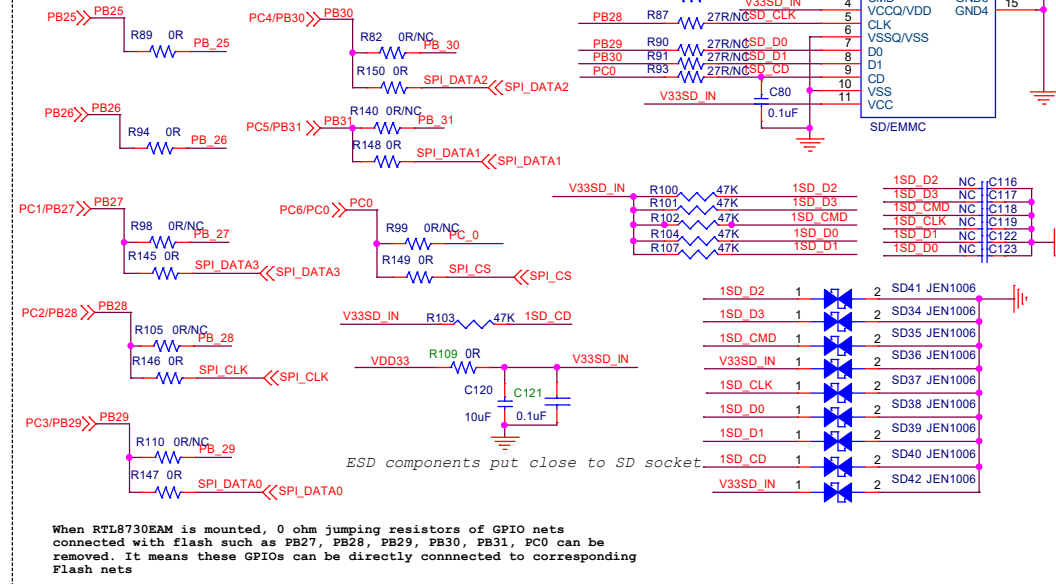 PB25
PB25
R89 0R
PB_25
PC4/PB30
PB30
R82 0R/NC
PB_30
R150 0R
SPI_DATA2
SPI_DATA2
PB26
PB26
R94 0R
PB_26
PC5/PB31
PB31
R140 0R/NC
PB_31
R148 0R
SPI_DATA1
SPI_DATA1
PC1/PB27
PB27
R98 0R/NC
PB_27
R145 0R
SPI_DATA3
SPI_DATA3
PC6/PC0
PC0
R99 0R/NC
PC_0
R149 0R
SPI_CS
SPI_CS
PC2/PB28
PB28
R105 0R/NC
PB_28
R146 0R
SPI_CLK
SPI_CLK
PC3/PB29
PB29
R110 0R/NC
PB_29
R147 0R
SPI_DATA0
SPI_DATA0
V33SD_IN
R103 47K
1SD_CD
VDD33
R109 0R
V33SD_IN
C120
10uF
C121
0.1uF
ESD components put close to SD socket
V33SD_IN 4 VCCQ/VDD
GND4 15
PB28 R87 27R/NC 1SD_CLK 5 CLK
6 VSSQ/VSS
PB29 R90 27R/NC 1SD_D0 7 D0
PB30 R91 27R/NC 1SD_D1 8 D1
PC0 R93 27R/NC 1SD_CD 9 CD
10 VSS
V33SD_IN 11 VCC
C80
0.1uF
SD/EMMC
V33SD_IN
R100 47K 1SD_D2
R101 1SD_D3
R102 47K 1SD_CMD
R104 47K 1SD_D0
R107 47K 1SD_D1
1SD_D2 NC C116
1SD_D3 NC C117
1SD_CMD NC C118
1SD_CLK NC C119
1SD_D1 NC C122
1SD_D0 NC C123
1SD_D2 1 2 SD41 JEN1006
1SD_D3 1 2 SD34 JEN1006
1SD_CMD 1 2 SD35 JEN1006
V33SD_IN 1 2 SD36 JEN1006
1SD_CLK 1 2 SD37 JEN1006
1SD_D0 1 2 SD38 JEN1006
1SD_D1 1 2 SD39 JEN1006
1SD_CD 1 2 SD40 JEN1006
V33SD_IN 1 2 SD42 JEN1006
When RTL8730EAM is mounted, 0 ohm jumping resistors of GPIO nets
connected with flash such as PB27, PB28, PB29, PB30, PB31, PC0 can be
removed. It means these GPIOs can be directly connnected to corresponding
Flash nets